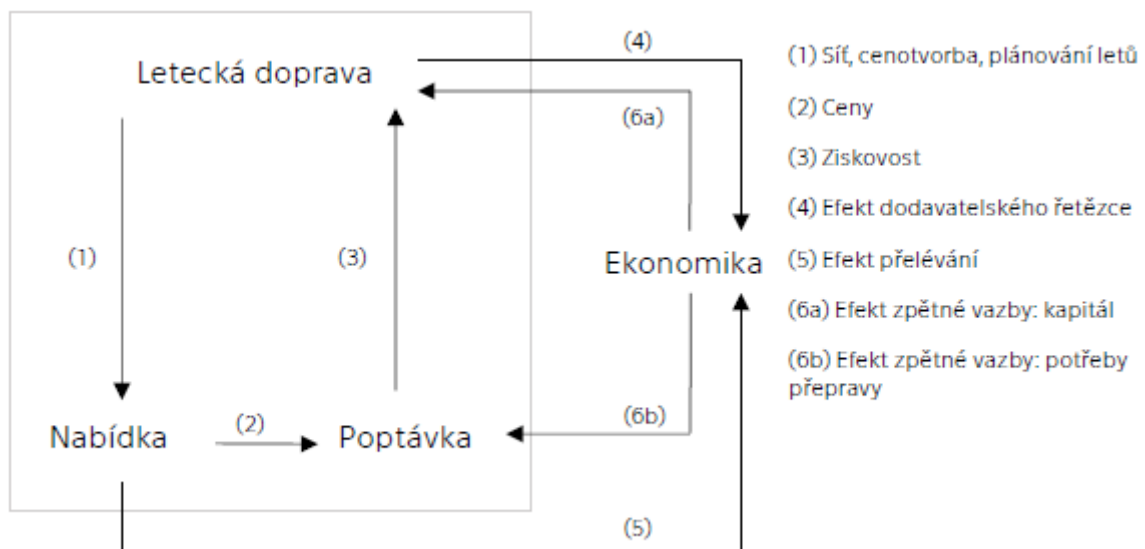 (4)
Letecká doprava
(6a)
(1)
(3)
Ekonomika
Nabídka
(2)
Poptávka
(6b)
(5)
(1) Síť, cenotvorba, plánování letů
(2) Ceny
(3) Ziskovost
(4) Efekt dodavatelského řetězce
(5) Efekt přelévání
(6a) Efekt zpětné vazby: kapitál
(6b) Efekt zpětné vazby: potřeby
přepravy